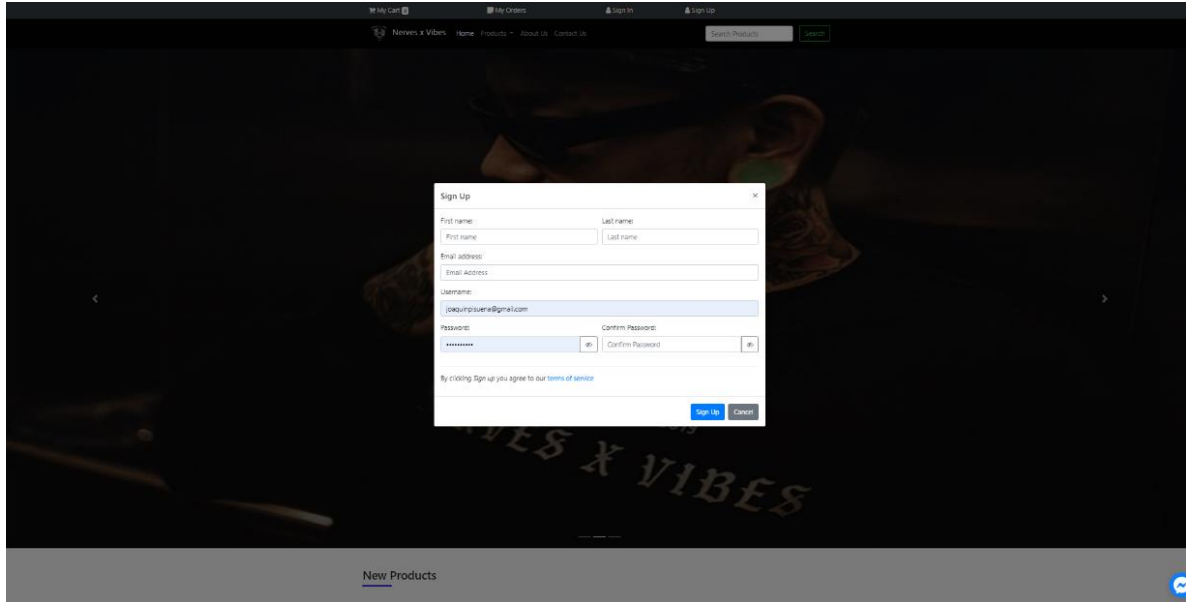 My Cart 0 My Orders Sign In Sign Up
Nerves x Vibes Home Products About Us Contact Us Search Products Search
Sign Up ×
First name: Last name:
First name Last name
Email address:
Email Address
Username:
joaquinpisuena@gmail.com
Password: Confirm Password:
Confirm Password
By clicking Sign up you agree to our terms of service
Sign Up Cancel
X VIBES
New Products